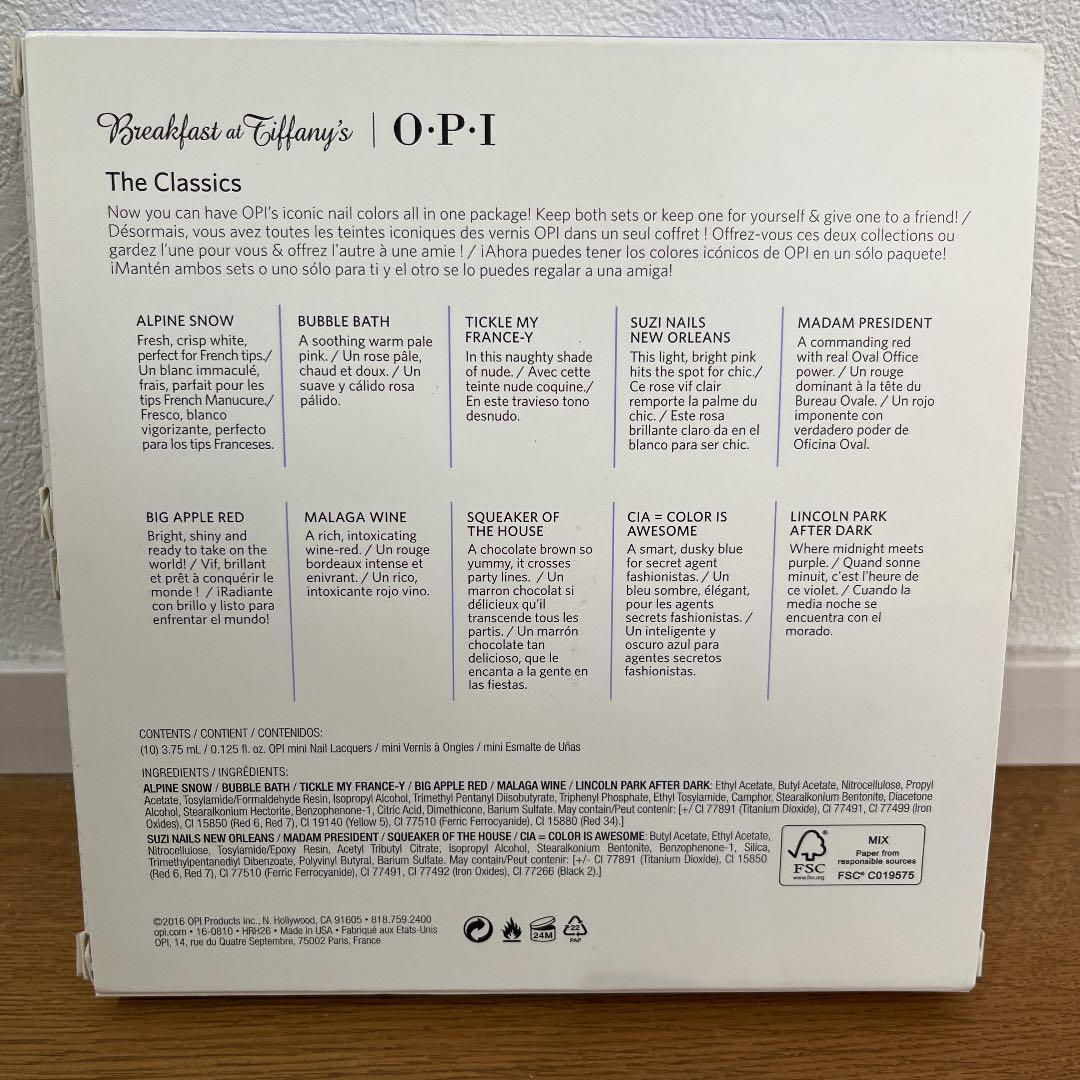 Breakfast at Tiffany's | O·P·I
The Classics
Now you can have OPI's iconic nail colors all in one package! Keep both sets or keep one for yourself & give one to a friend! /
Désormais, vous avez toutes les teintes iconiques des vernis OPI dans un seul coffret ! Offrez-vous ces deux collections ou
gardez l'une pour vous & offrez l'autre à une amie ! / ¡Ahora puedes tener los colores icónicos de OPI en un sólo paquete!
¡Mantén ambos sets o uno sólo para ti y el otro se lo puedes regalar a una amiga!
ALPINE SNOW
Fresh, crisp white,
perfect for French tips./
Un blanc immaculé,
frais, parfait pour les
tips French Manucure./
Fresco, blanco
vigorizante, perfecto
para los tips Franceses.
BUBBLE BATH
A soothing warm pale
pink. / Un rose pâle,
chaud et doux. / Un
suave y cálido rosa
pálido.
TICKLE MY
FRANCE-Y
In this naughty shade
of nude. / Avec cette
teinte nude coquine./
En este travieso tono
desnudo.
SUZI NAILS
NEW ORLEANS
This light, bright pink
hits the spot for chic./
Ce rose vif clair
remporte la palme du
chic. / Este rosa
brillante claro da en el
blanco para ser chic.
MADAM PRESIDENT
A commanding red
with real Oval Office
power. / Un rouge
dominant à la tête du
Bureau Ovale. / Un rojo
imponente con
verdadero poder de
Oficina Oval.
BIG APPLE RED
Bright, shiny and
ready to take on the
world! / Vif, brillant
et prêt à conquérir le
monde ! / ¡Radiante
con brillo y listo para
enfrentar el mundo!
MALAGA WINE
A rich, intoxicating
wine-red. / Un rouge
bordeaux intense et
enivrant. / Un rico,
intoxicante rojo vino.
SQUEAKER OF
THE HOUSE
A chocolate brown so
yummy, it crosses
party lines. / Un
marron chocolat si
délicieux qu'il
transcende tous les
partis. / Un marrón
chocolate tan
delicioso, que le
encanta a la gente en
las fiestas.
CIA = COLOR IS
AWESOME
A smart, dusky blue
for secret agent
fashionistas. / Un
bleu sombre, élégant,
pour les agents
secrets fashionistas. /
Un inteligente y
oscuro azul para
agentes secretos
fashionistas.
LINCOLN PARK
AFTER DARK
Where midnight meets
purple. / Quand sonne
minuit, c'est l'heure de
ce violet. / Cuando la
media noche se
encuentra con el
morado.
CONTENTS / CONTIENT / CONTENIDO:
(10) 3.75 mL / 0.125 fl. oz. OPI mini Nail Lacquers / mini Vernis à Ongles / mini Esmalte de Uñas
INGREDIENTS / INGRÉDIENTS:
ALPINE SNOW / BUBBLE BATH / TICKLE MY FRANCE-Y / BIG APPLE RED / MALAGA WINE / LINCOLN PARK AFTER DARK: Ethyl Acetate, Butyl Acetate, Nitrocellulose, Propyl
Acetate, Tosylamide/Formaldehyde Resin, Isopropyl Alcohol, Trimethyl Pentanyl Diisobutyrate, Triphenyl Phosphate, Ethyl Tosylamide, Camphor, Stearalkonium Bentonite, Diacetone
Alcohol, Stearalkonium Hectorite, Benzophenone-1, Citric Acid, Dimethicone, Barium Sulfate. May contain/Peut contenir: [+/- CI 77891 (Titanium Dioxide), CI 77491, CI 77499 (Iron
Oxides), CI 15850 (Red 6, Red 7), CI 19140 (Yellow 5), CI 77510 (Ferric Ferrocyanide), CI 15880 (Red 34).]
SUZI NAILS NEW ORLEANS / MADAM PRESIDENT / SQUEAKER OF THE HOUSE / CIA = COLOR IS AWESOME: Butyl Acetate, Ethyl Acetate,
Nitrocellulose, Tosylamide/Epoxy Resin, Acetyl Tributyl Citrate, Isopropyl Alcohol, Stearalkonium Bentonite, Benzophenone-1, Silica,
Trimethylpentanediyl Dibenzoate, Polyvinyl Butyral, Barium Sulfate. May contain/Peut contenir: [+/- CI 77891 (Titanium Dioxide), CI 15850
(Red 6, Red 7), CI 77510 (Ferric Ferrocyanide), CI 77491, CI 77492 (Iron Oxides), CI 77266 (Black 2).]
FSC
www.fsc.org
MIX
Paper from
responsible sources
FSC® C019575
©2016 OPI Products Inc., N. Hollywood, CA 91605 • 818.759.2400
opi.com • 16-0810 • HRH26 • Made in USA • Fabriqué aux Etats-Unis
OPI, 14, rue du Quatre Septembre, 75002 Paris, France
24M
22
PAP